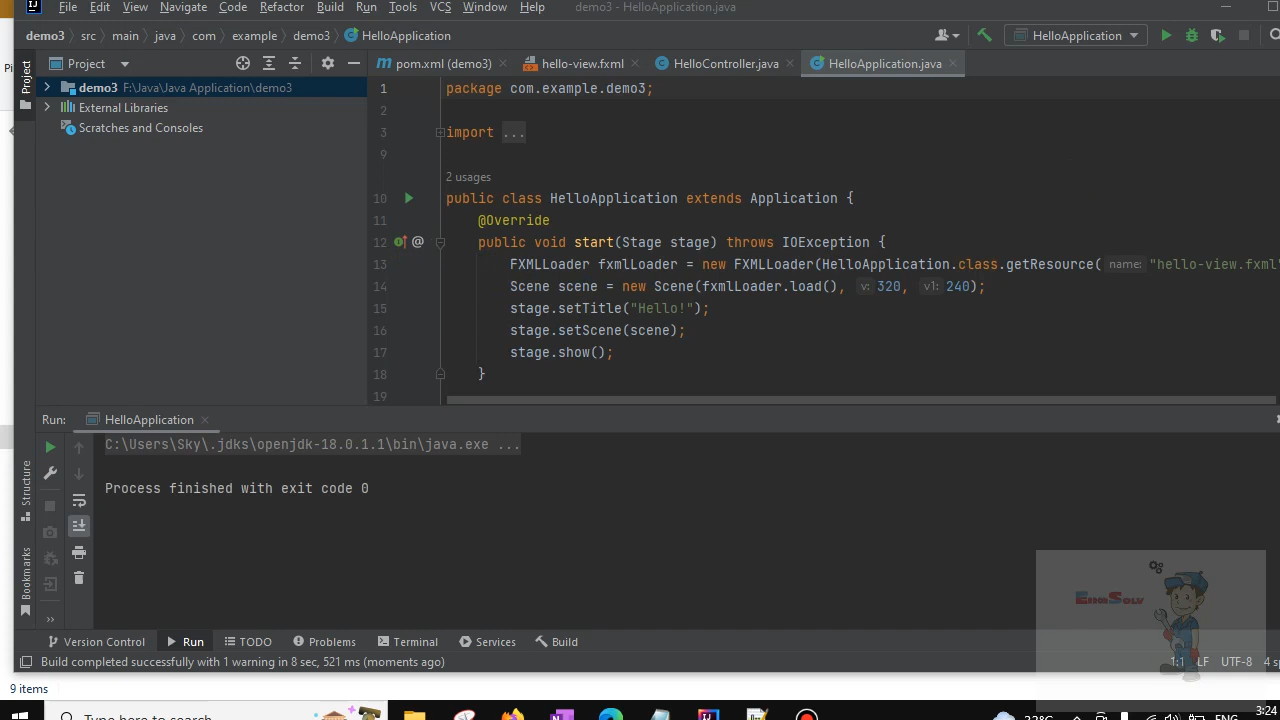 File Edit View Navigate Code Refactor Build Run Tools VCS Window Help demo3 - HelloApplication.java
demo3 src main java com example demo3 HelloApplication HelloApplication
Project
pom.xml (demo3) hello-view.fxml HelloController.java HelloApplication.java
Project
demo3 F:\Java\Java Application\demo3
External Libraries
Scratches and Consoles
1 package com.example.demo3;
2
3 import ...
9
2 usages
10 public class HelloApplication extends Application {
11 @Override
12 @ public void start(Stage stage) throws IOException {
13 FXMLLoader fxmlLoader = new FXMLLoader(HelloApplication.class.getResource( name: "hello-view.fxml"
14 Scene scene = new Scene(fxmlLoader.load(), v: 320, v1: 240);
15 stage.setTitle("Hello!");
16 stage.setScene(scene);
17 stage.show();
18 }
19
Run: HelloApplication
C:\Users\Sky\.jdks\openjdk-18.0.1.1\bin\java.exe ...
Process finished with exit code 0
Structure
Bookmarks
Version Control Run TODO Problems Terminal Services Build
Build completed successfully with 1 warning in 8 sec, 521 ms (moments ago) 1:1 LF UTF-8
9 items
Type here to search
3:24